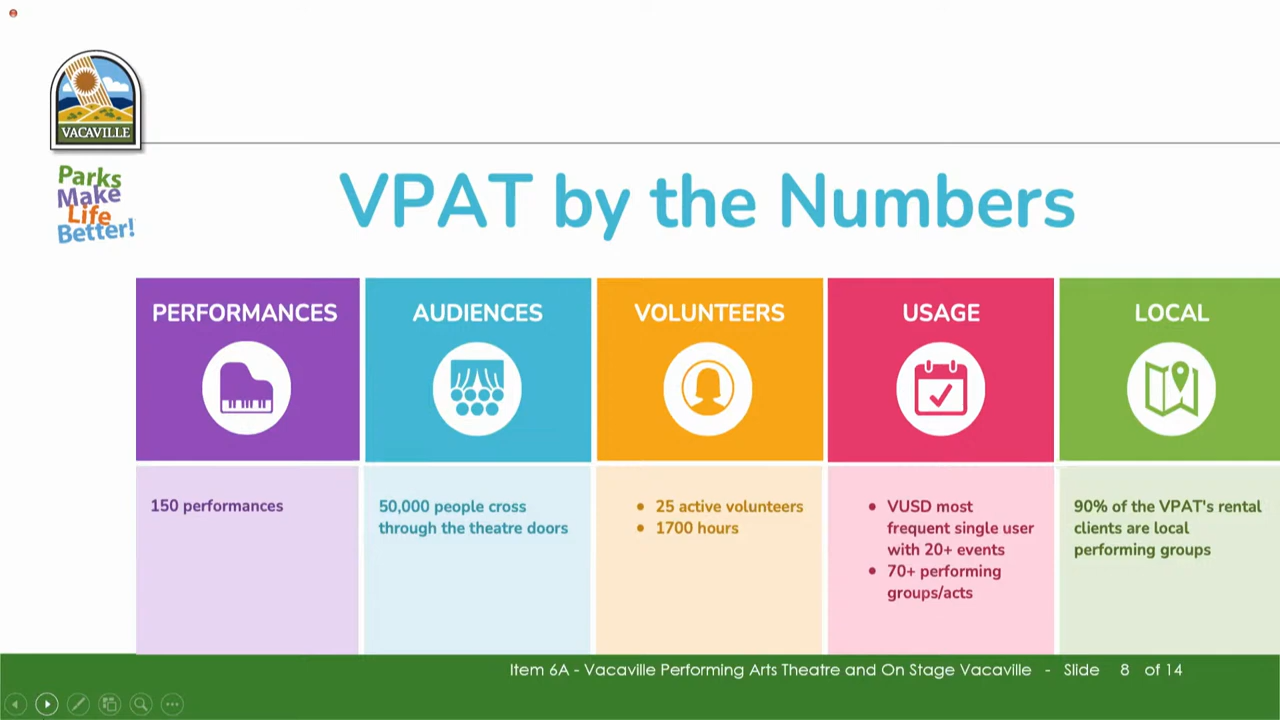 VACAVILLE
Parks
Make
Life
Better!
VPAT by the Numbers
PERFORMANCES
AUDIENCES
VOLUNTEERS
USAGE
LOCAL
150 performances
50,000 people cross
through the theatre doors
• 25 active volunteers
• 1700 hours
• VUSD most
frequent single user
with 20+ events
• 70+ performing
groups/acts
90% of the VPAT's rental
clients are local
performing groups
Item 6A - Vacaville Performing Arts Theatre and On Stage Vacaville - Slide 8 of 14